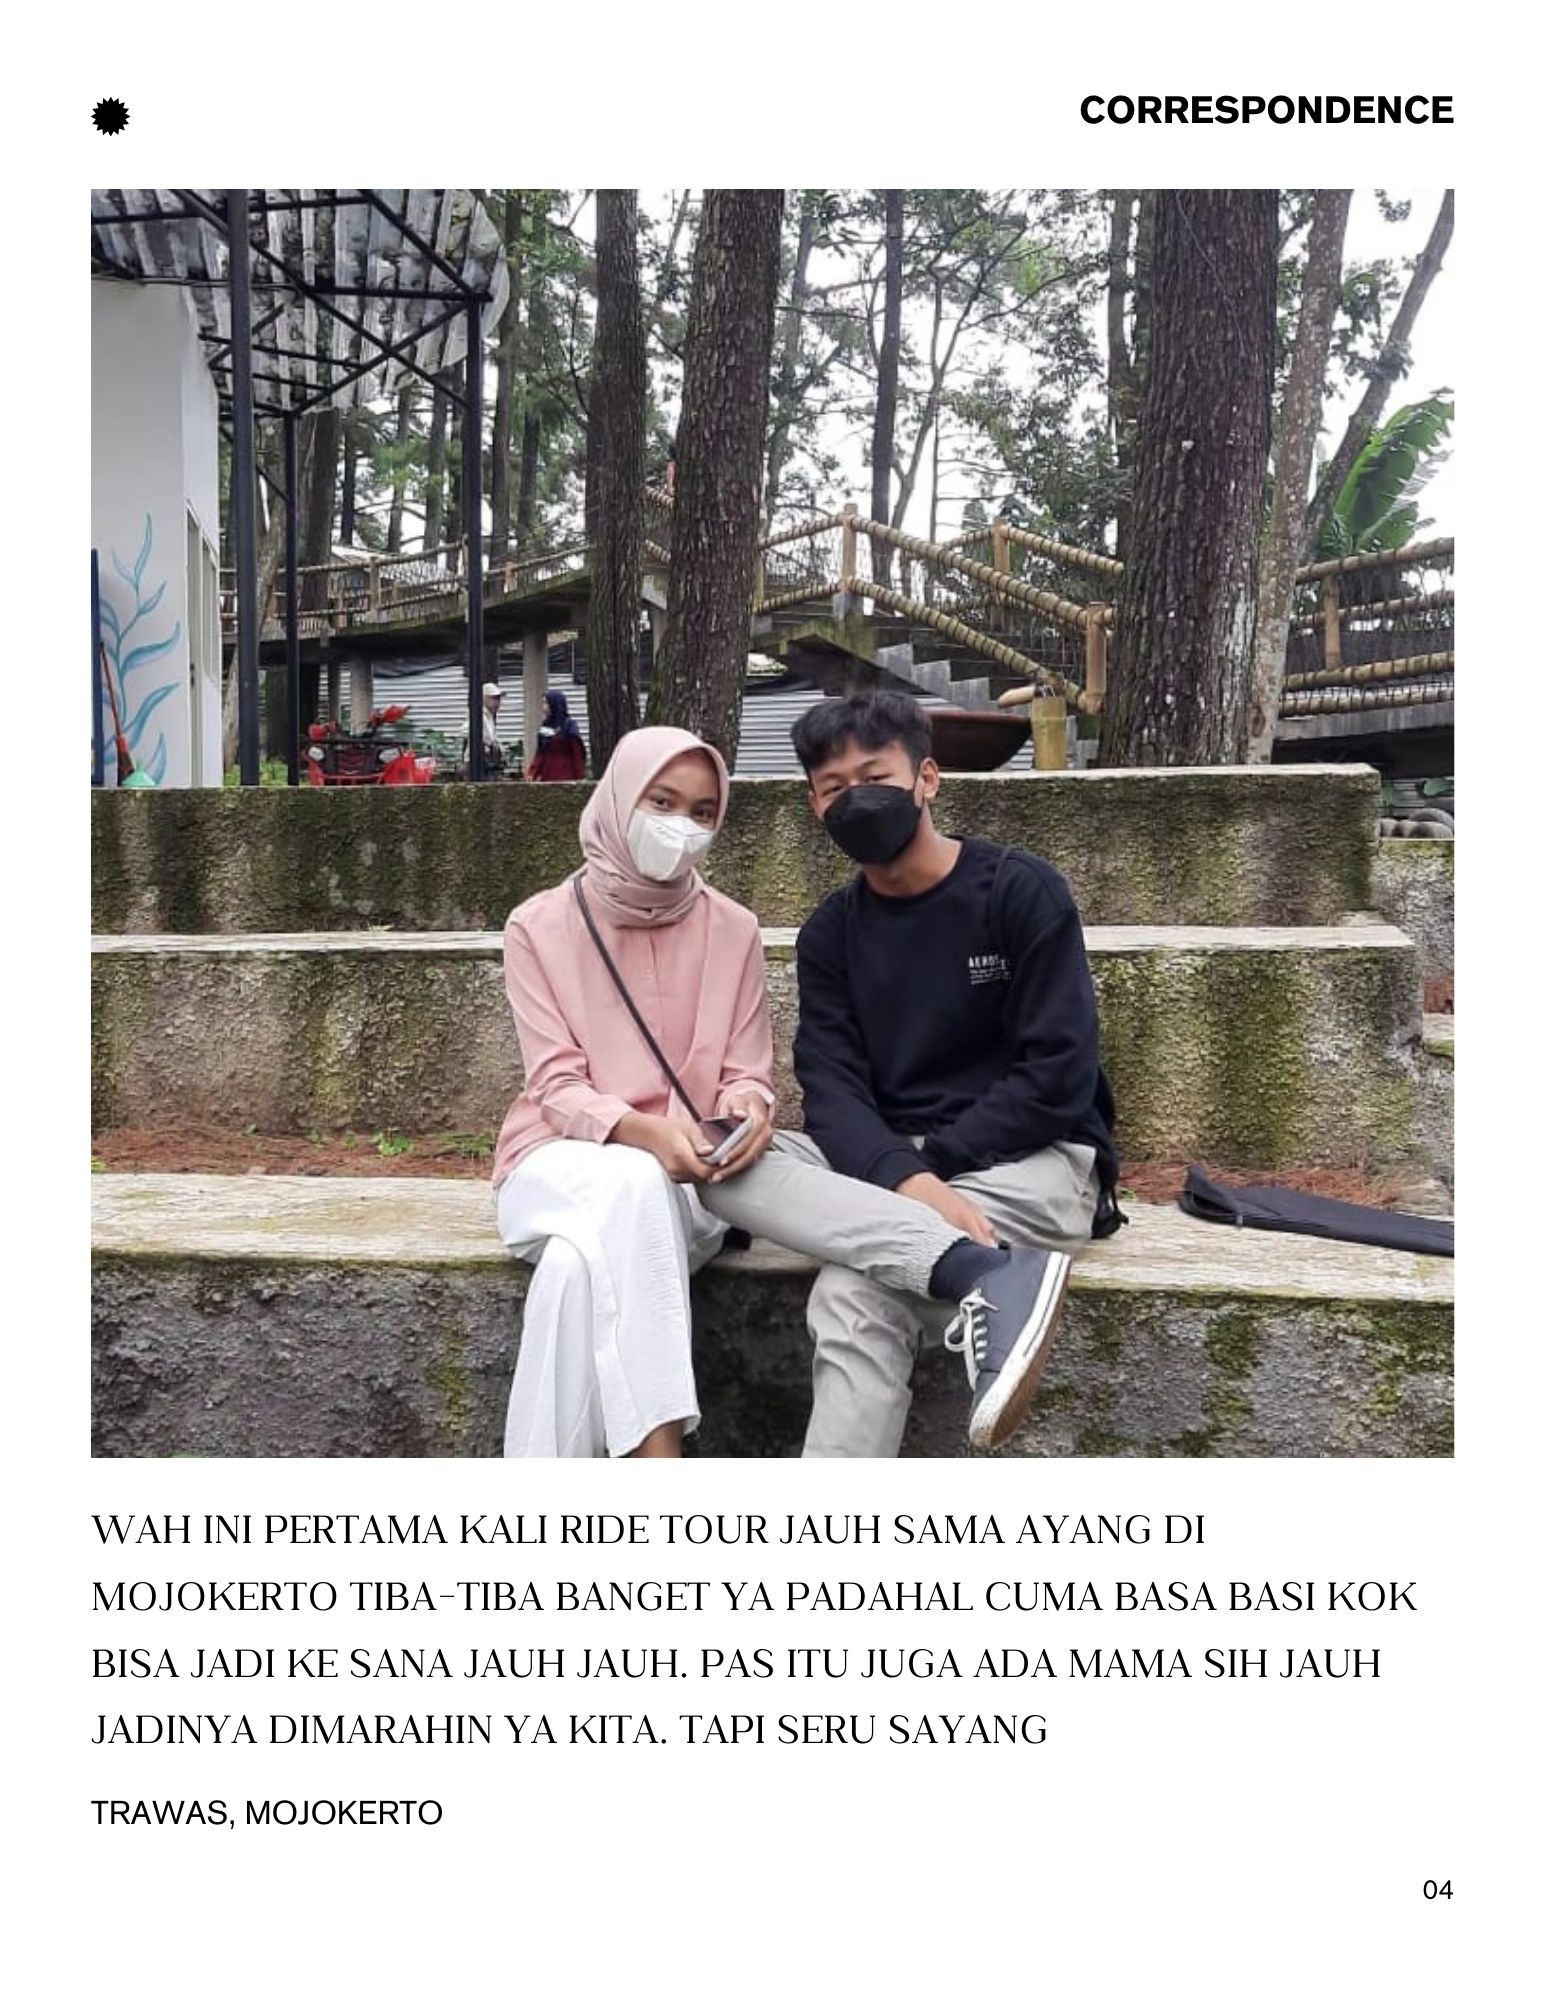 CORRESPONDENCE
WAH INI PERTAMA KALI RIDE TOUR JAUH SAMA AYANG DI
MOJOKERTO TIBA-TIBA BANGET YA PADAHAL CUMA BASA BASI KOK
BISA JADI KE SANA JAUH JAUH. PAS ITU JUGA ADA MAMA SIH JAUH
JADINYA DIMARAHIN YA KITA. TAPI SERU SAYANG
TRAWAS, MOJOKERTO
04